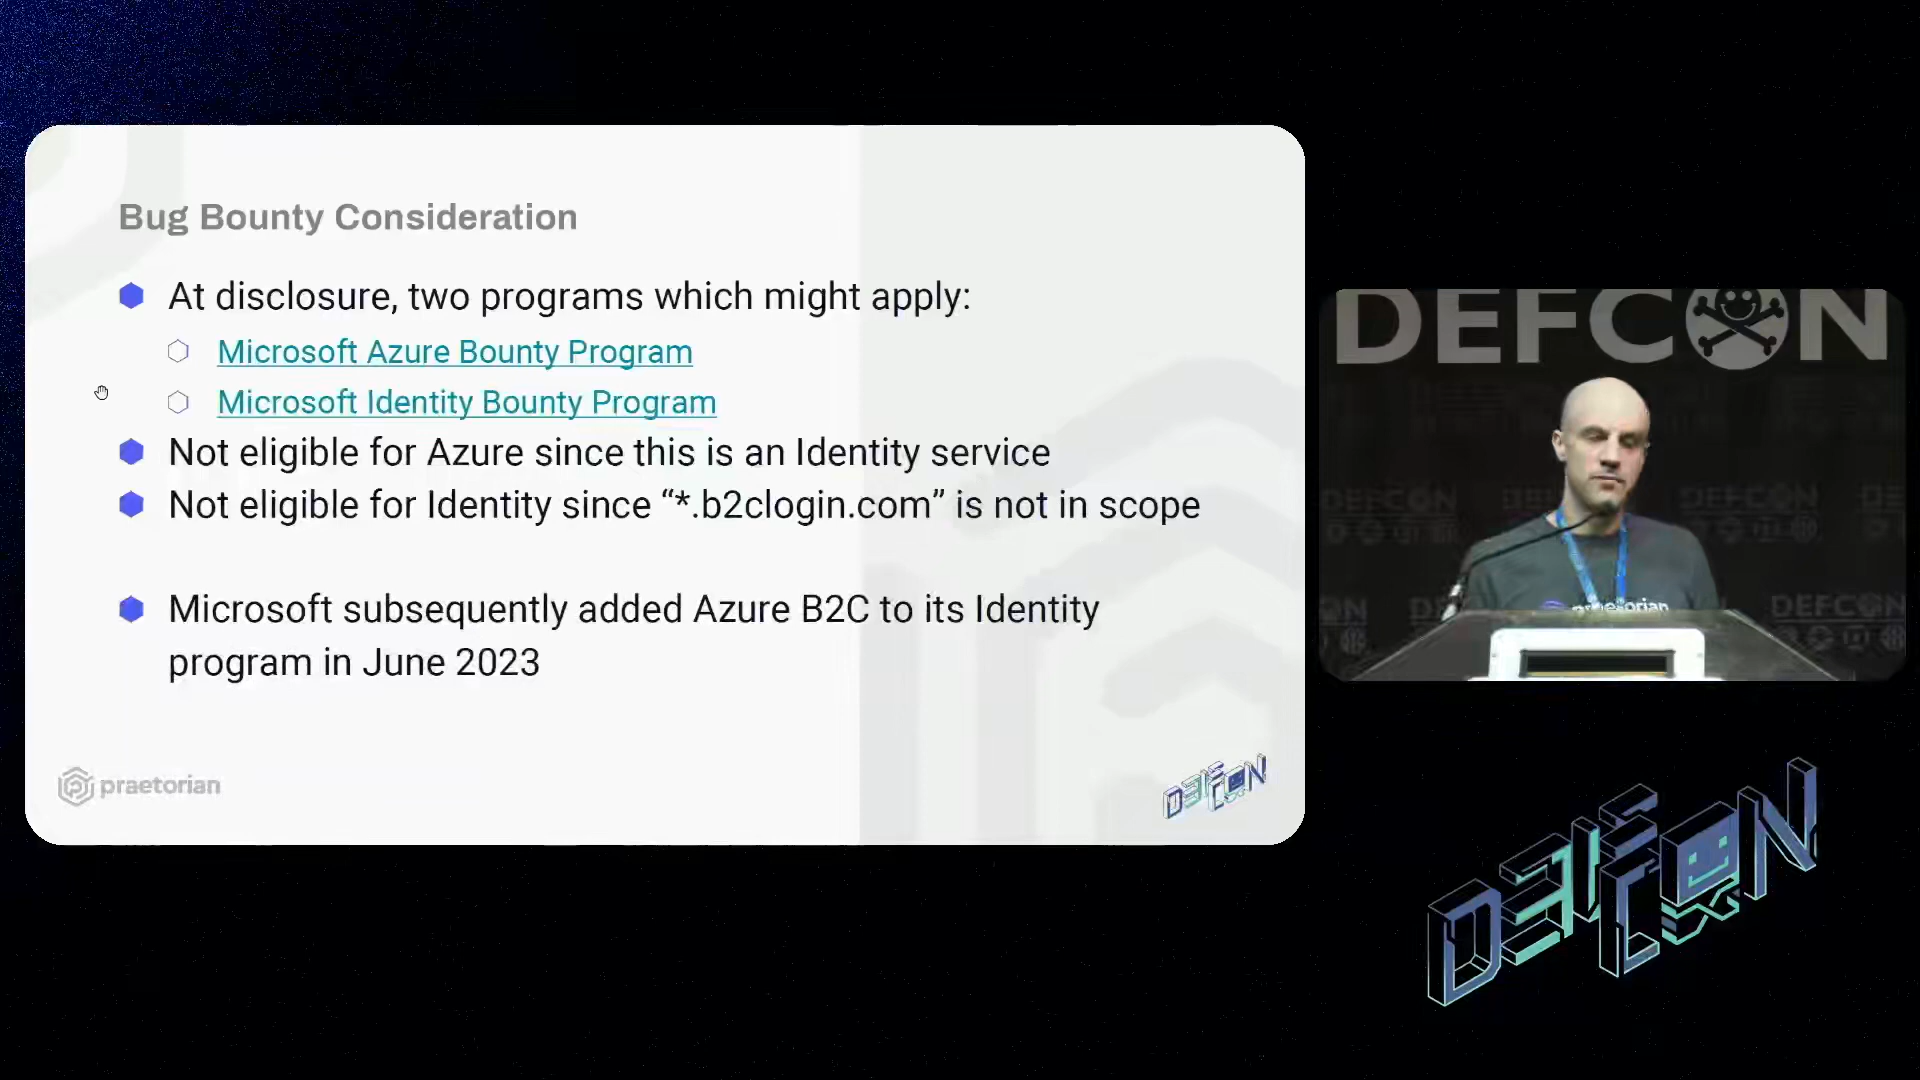 Bug Bounty Consideration
At disclosure, two programs which might apply:
Microsoft Azure Bounty Program
Microsoft Identity Bounty Program
Not eligible for Azure since this is an Identity service
Not eligible for Identity since “*.b2clogin.com” is not in scope
Microsoft subsequently added Azure B2C to its Identity
program in June 2023
praetorian
DEFCON
DEFCON
praetorian
DEFCON